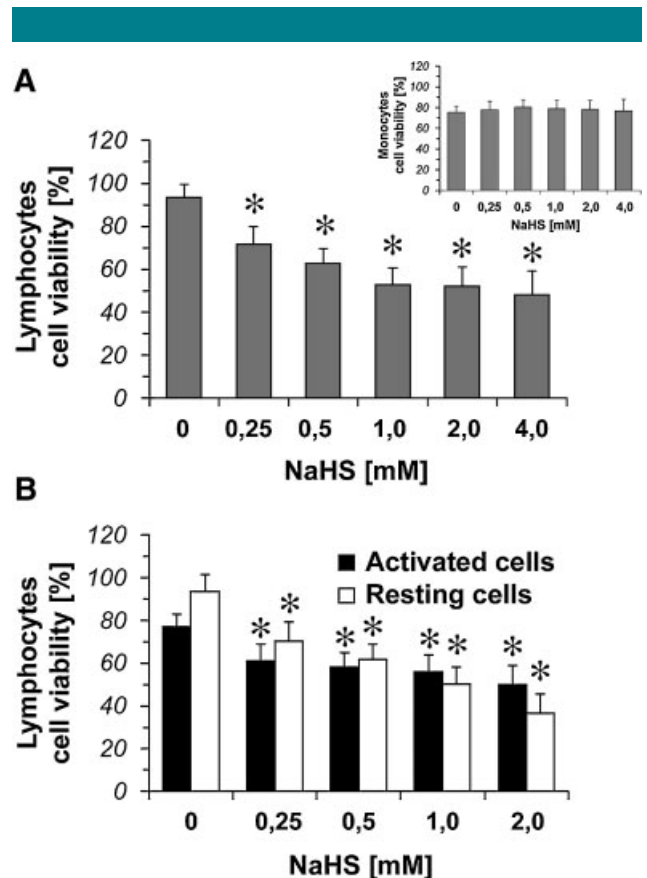 A
Lymphocytes
cell viability [%]
120
100
80
60
40
20
0
* * * * *
0 0,25 0,5 1,0 2,0 4,0
NaHS [mM]
Monocytes
cell viability [%]
120
100
80
60
40
20
0
0 0,25 0,5 1,0 2,0 4,0
NaHS [mM]
B
Lymphocytes
cell viability [%]
120
100
80
60
40
20
0
Activated cells
Resting cells
* * * * * * * *
0 0,25 0,5 1,0 2,0
NaHS [mM]